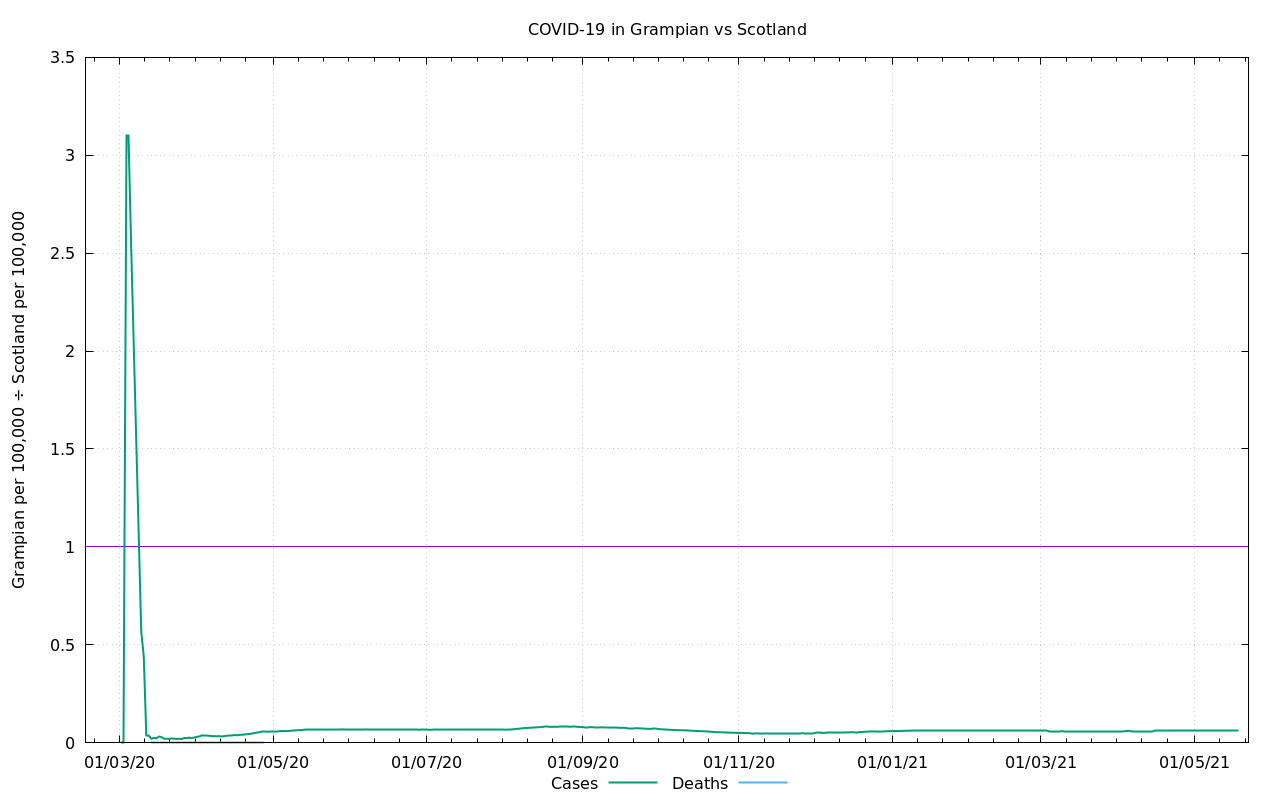 COVID-19 in Grampian vs Scotland
Grampian per 100,000 ÷ Scotland per 100,000
3.5
3
2.5
2
1.5
1
0.5
0
01/03/20 01/05/20 01/07/20 01/09/20 01/11/20 01/01/21 01/03/21 01/05/21
Cases Deaths